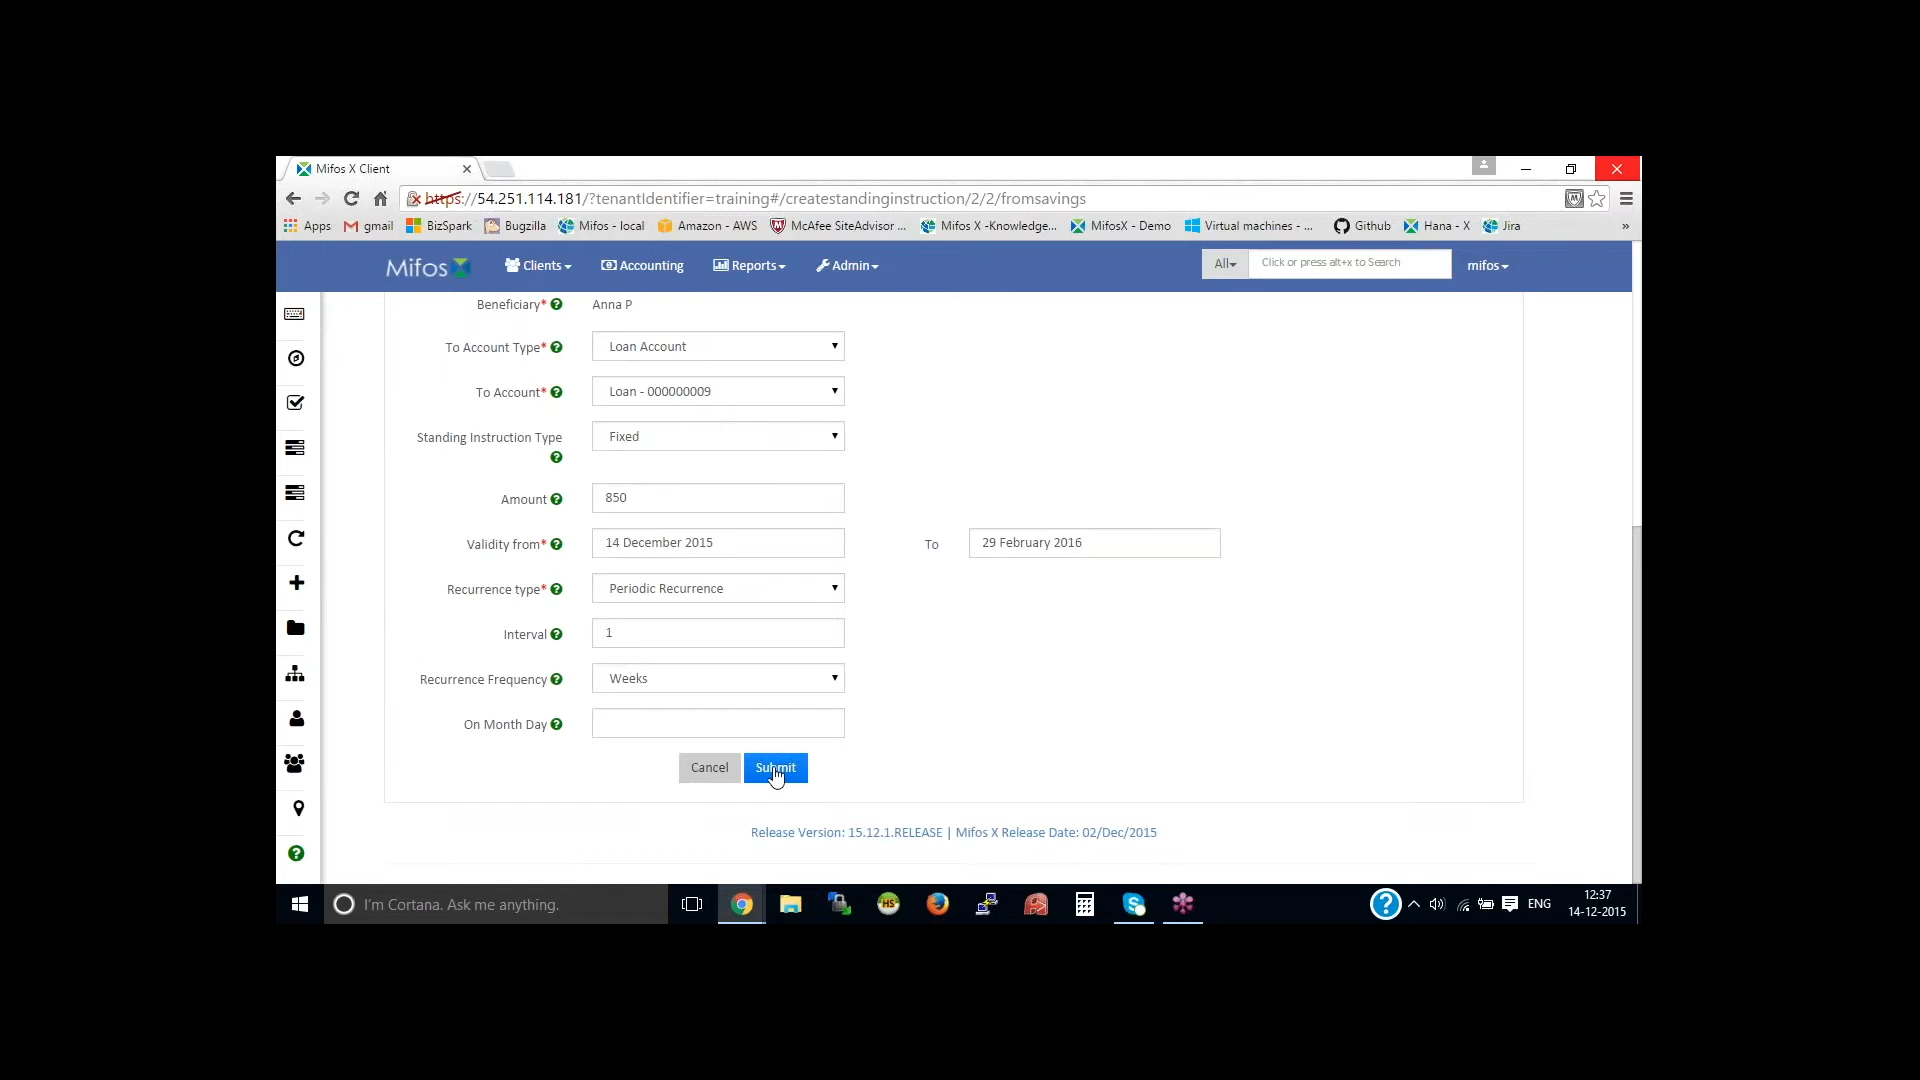 Mifos X Client
https://54.251.114.181/?tenantIdentifier=training#/createstandinginstruction/2/2/fromsavings
Apps gmail BizSpark Bugzilla Mifos - local Amazon - AWS McAfee SiteAdvisor ... Mifos X -Knowledge... MifosX - Demo Virtual machines - ... Github Hana - X Jira »
Mifos Clients Accounting Reports Admin All Click or press alt+x to Search mifos
Beneficiary* Anna P
To Account Type* Loan Account
To Account* Loan - 000000009
Standing Instruction Type Fixed
Amount 850
Validity from* 14 December 2015 To 29 February 2016
Recurrence type* Periodic Recurrence
Interval 1
Recurrence Frequency Weeks
On Month Day
Cancel Submit
Release Version: 15.12.1.RELEASE | Mifos X Release Date: 02/Dec/2015
I'm Cortana. Ask me anything.
HS
ENG
12:37
14-12-2015